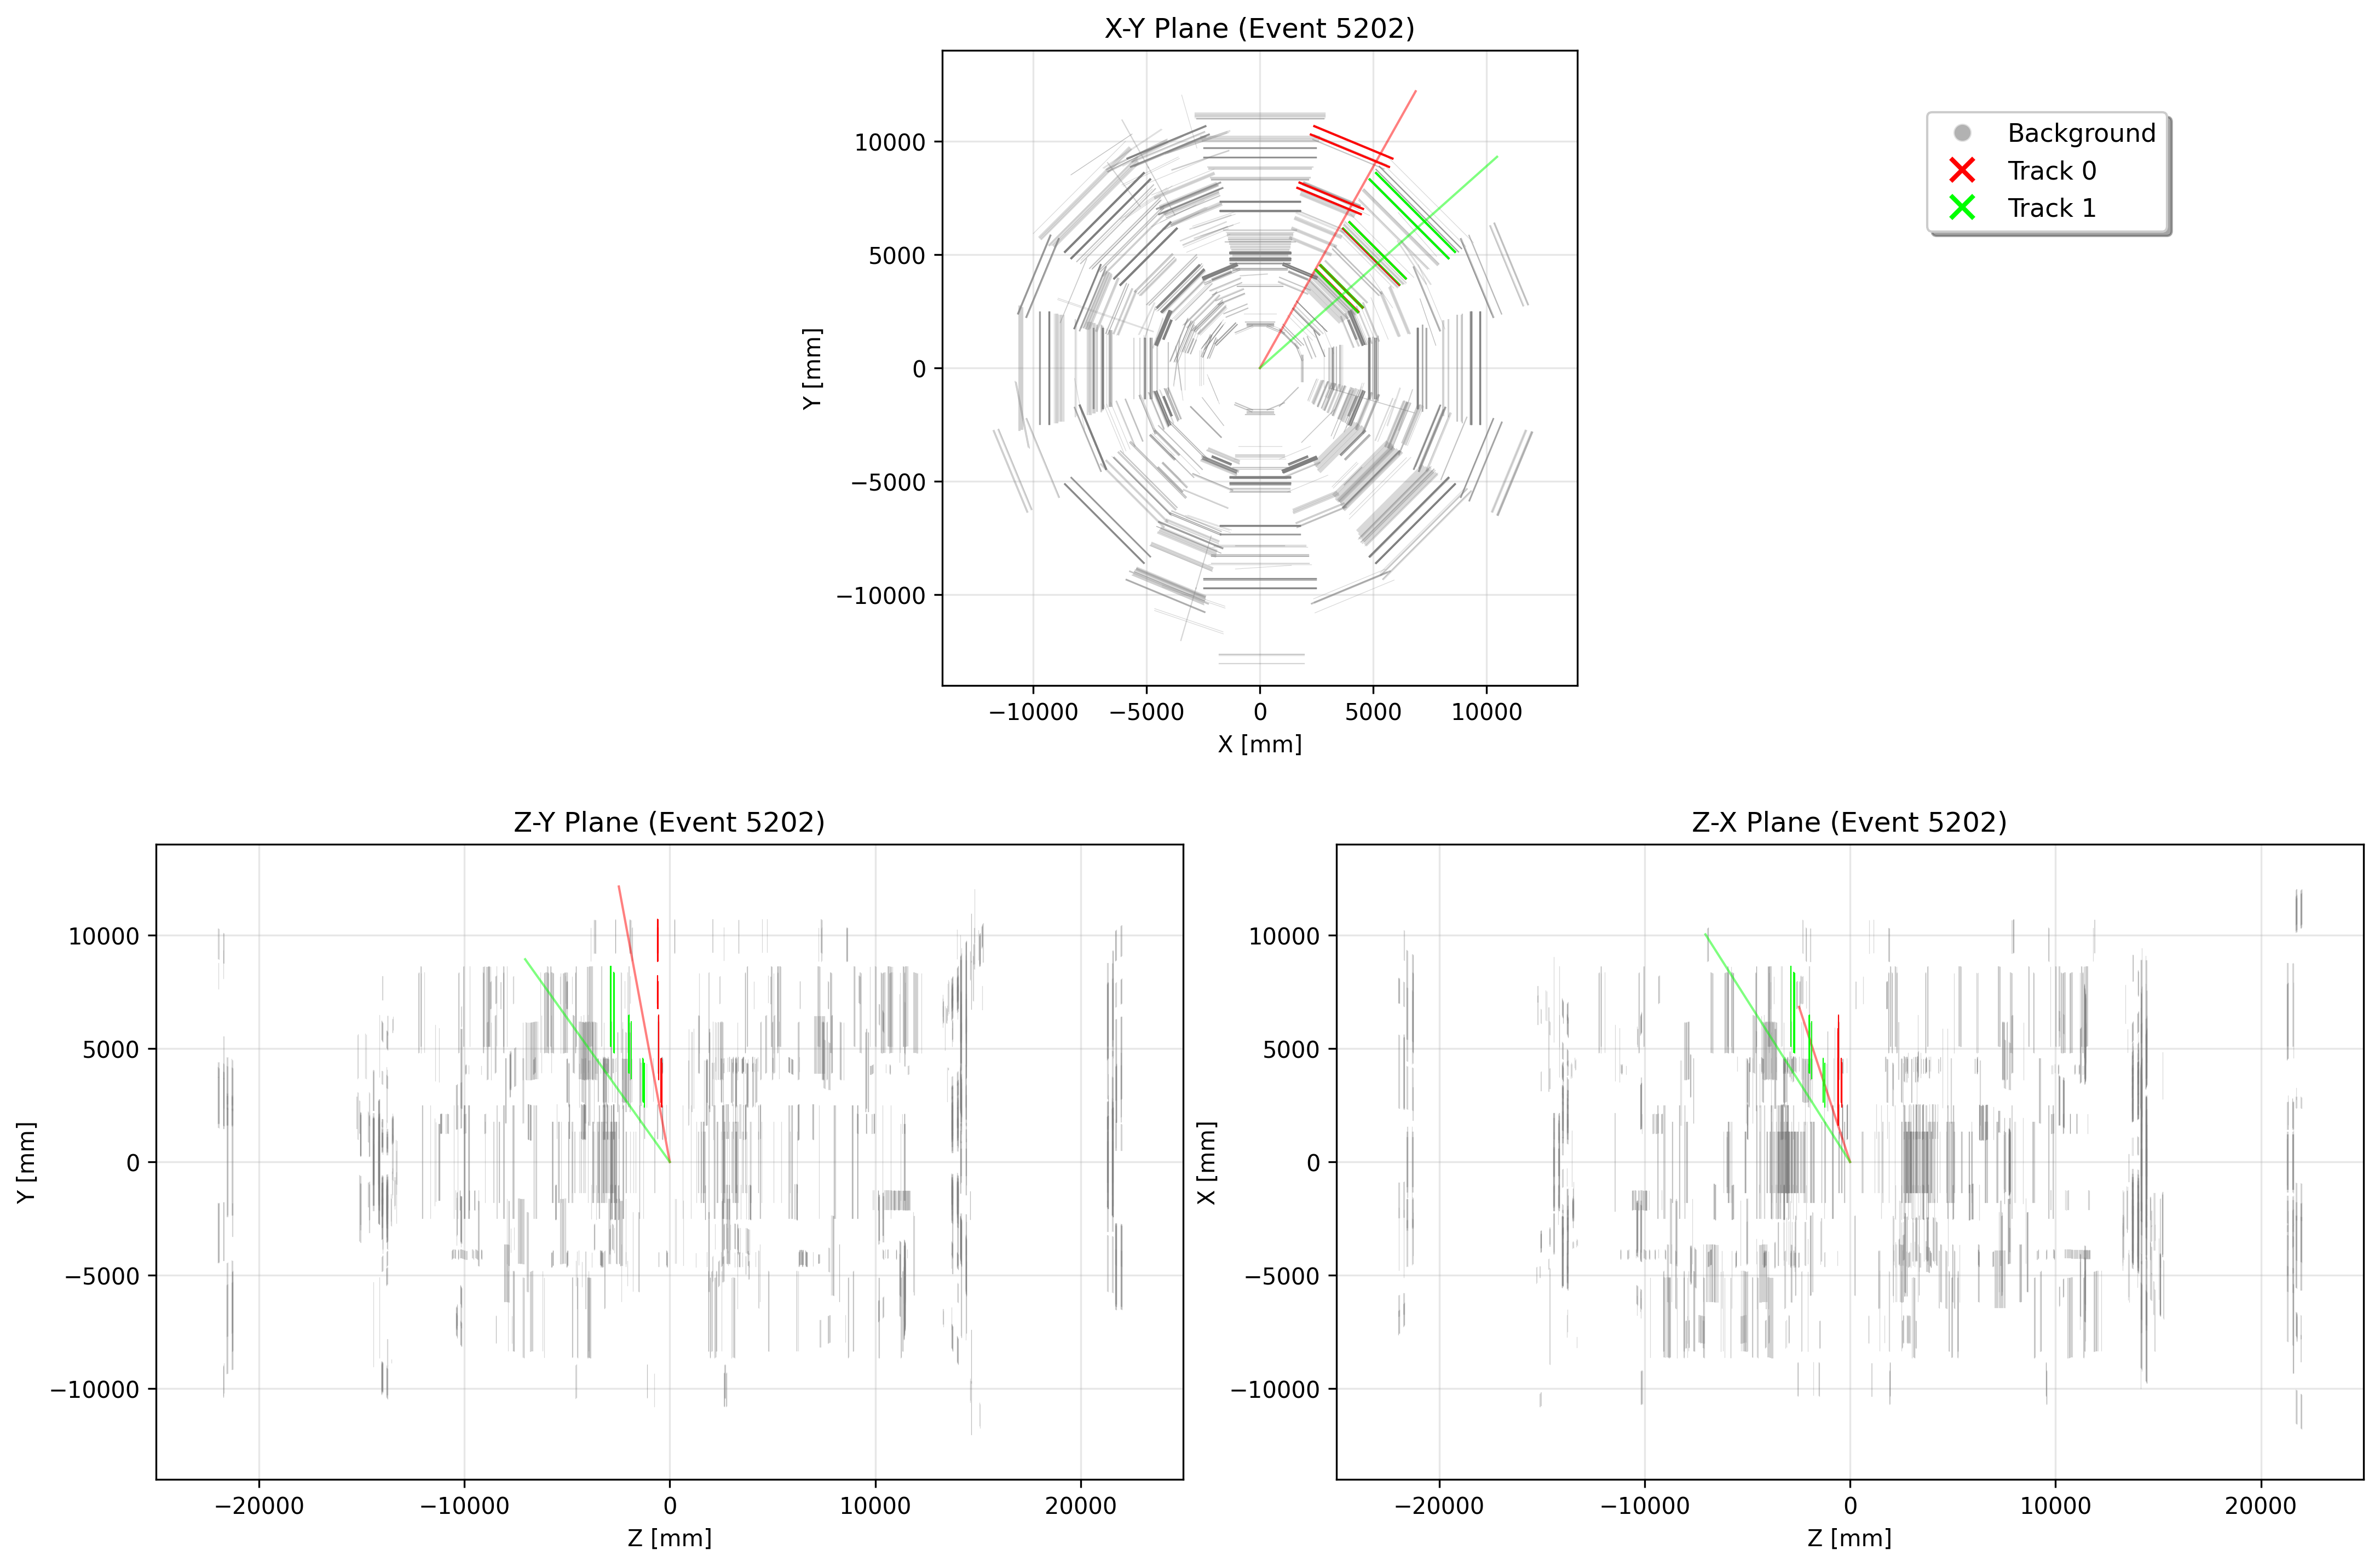 X-Y Plane (Event 5202)
Y [mm]
10000
5000
0
−5000
−10000
−10000 −5000 0 5000 10000
X [mm]
Background
Track 0
Track 1
Z-Y Plane (Event 5202)
Y [mm]
10000
5000
0
−5000
−10000
−20000 −10000 0 10000 20000
Z [mm]
Z-X Plane (Event 5202)
X [mm]
10000
5000
0
−5000
−10000
−20000 −10000 0 10000 20000
Z [mm]